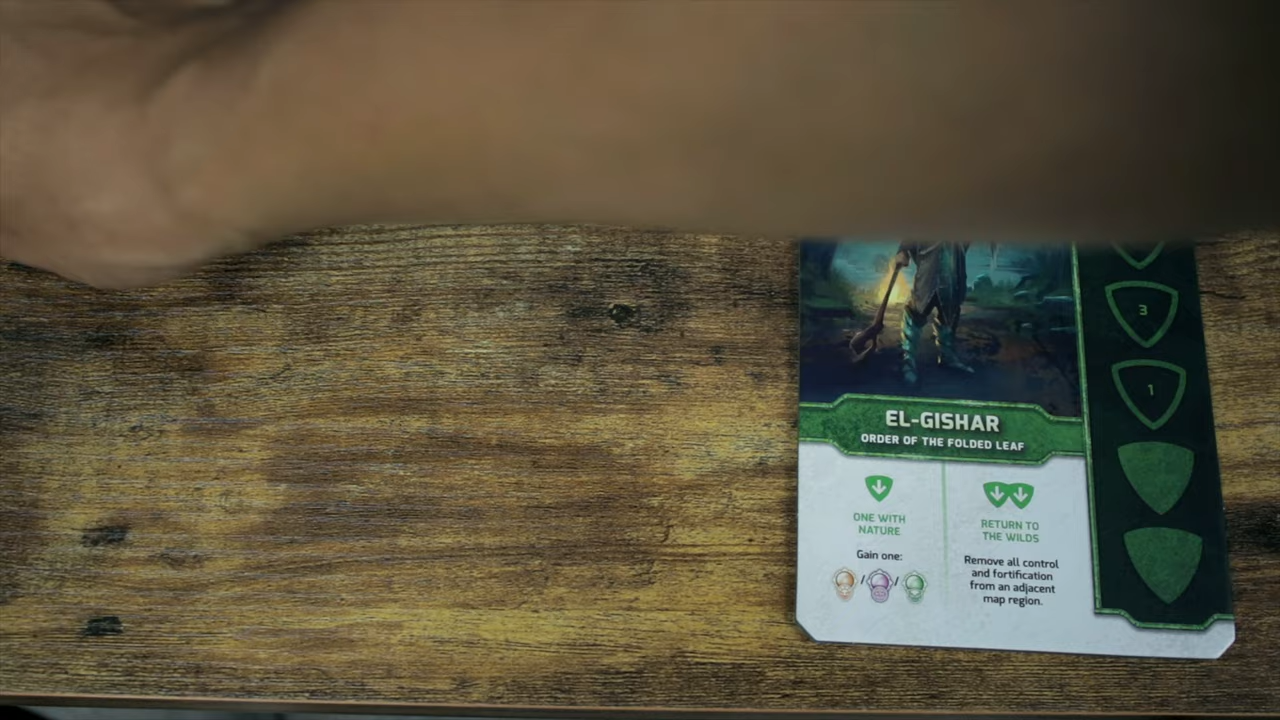 3
1
EL-GISHAR
ORDER OF THE FOLDED LEAF
ONE WITH
NATURE
Gain one:
/ /
RETURN TO
THE WILDS
Remove all control
and fortification
from an adjacent
map region.